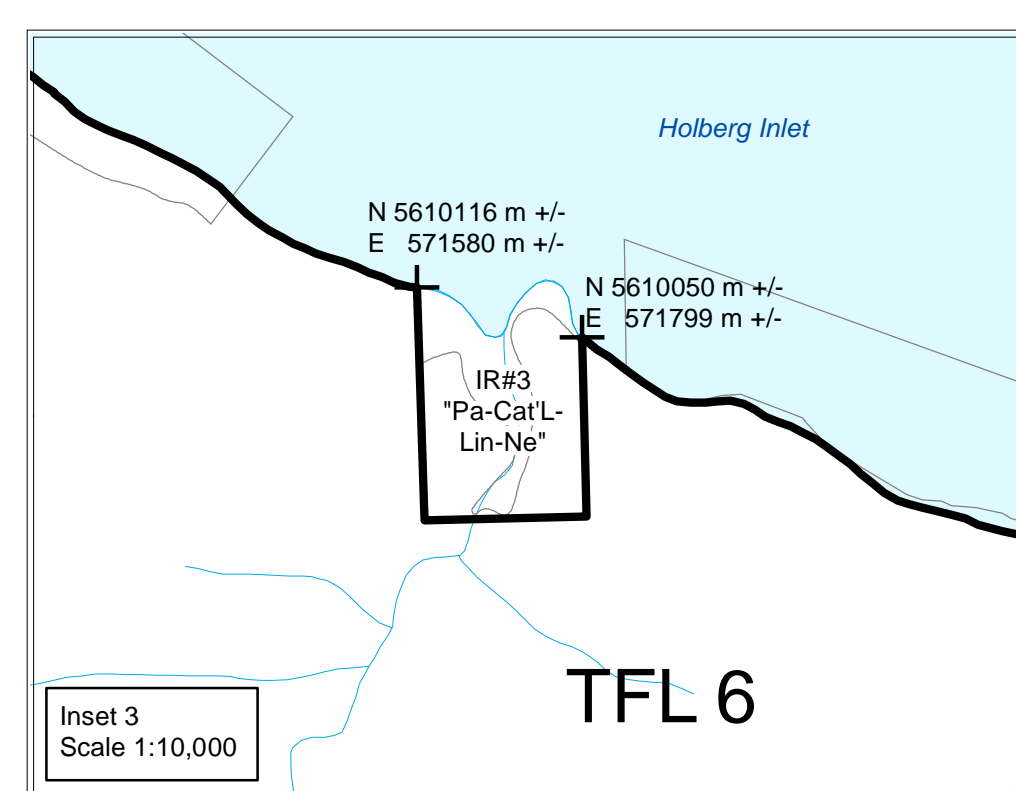 Holberg Inlet
N 5610116 m +/-
E 571580 m +/-
N 5610050 m +/-
E 571799 m +/-
IR#3
"Pa-Cat'L-
Lin-Ne"
TFL 6
Inset 3
Scale 1:10,000